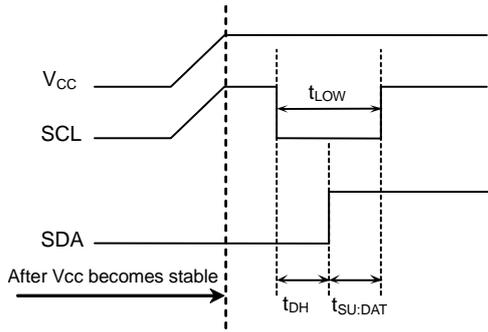 VCC
tLOW
SCL
SDA
After Vcc becomes stable
tDH
tSU:DAT